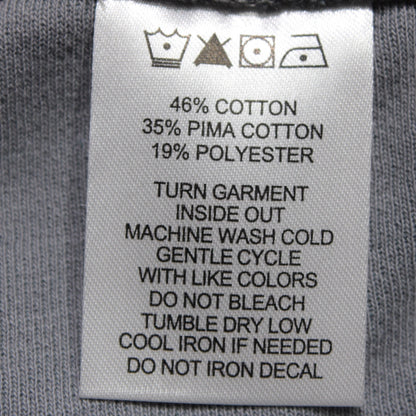 46% COTTON
35% PIMA COTTON
19% POLYESTER
TURN GARMENT
INSIDE OUT
MACHINE WASH COLD
GENTLE CYCLE
WITH LIKE COLORS
DO NOT BLEACH
TUMBLE DRY LOW
COOL IRON IF NEEDED
DO NOT IRON DECAL